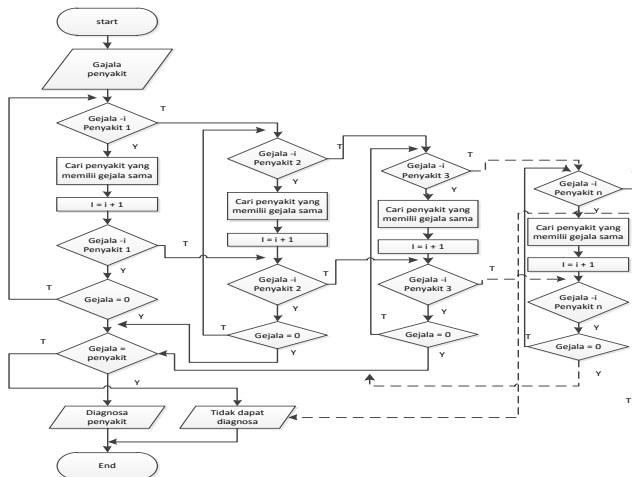 start
Gajala
penyakit
T
Gejala -i
Penyakit 1
Y
Cari penyakit yang
memilii gejala sama
I = i + 1
Gejala -i
Penyakit 1
T
Y
T
Gejala = 0
Y
T
Gejala =
penyakit
Y
Diagnosa
penyakit
Tidak dapat
diagnosa
End
T
Gejala -i
Penyakit 2
Y
Cari penyakit yang
memilii gejala sama
I = i + 1
Gejala -i
Penyakit 2
T
Y
T
Gejala = 0
Y
T
Gejala -i
Penyakit 3
Y
Cari penyakit yang
memilii gejala sama
I = i + 1
Gejala -i
Penyakit 3
T
Y
T
Gejala = 0
Y
Gejala -i
Penyakit n
Y
Cari penyakit yang
memilii gejala sama
I = i + 1
Gejala -i
Penyakit n
Y
T
Gejala = 0
Y
T